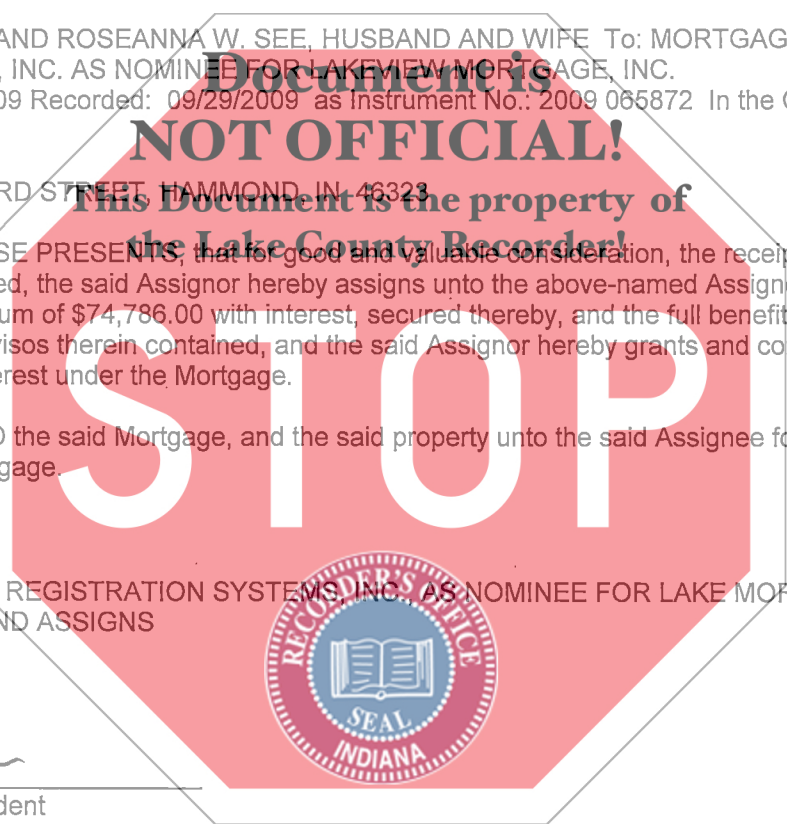 AND ROSEANNA W. SEE, HUSBAND AND WIFE To: MORTGAG
, INC. AS NOMINEE FOR LAKEVIEW MORTGAGE, INC.
Document is
09 Recorded: 09/29/2009 as Instrument No.: 2009 065872 In the
NOT OFFICIAL!
RD STREET, HAMMOND, IN 46323
This Document is the property of
the Lake County Recorder!
SE PRESENTS, that for good and valuable consideration, the receip
ed, the said Assignor hereby assigns unto the above-named Assign
um of $74,786.00 with interest, secured thereby, and the full benefit
isos therein contained, and the said Assignor hereby grants and co
erest under the Mortgage.
STOP
the said Mortgage, and the said property unto the said Assignee fo
gage.
REGISTRATION SYSTEMS, INC., AS NOMINEE FOR LAKE MOR
ND ASSIGNS
RECORDER'S OFFICE
SEAL
INDIANA
dent